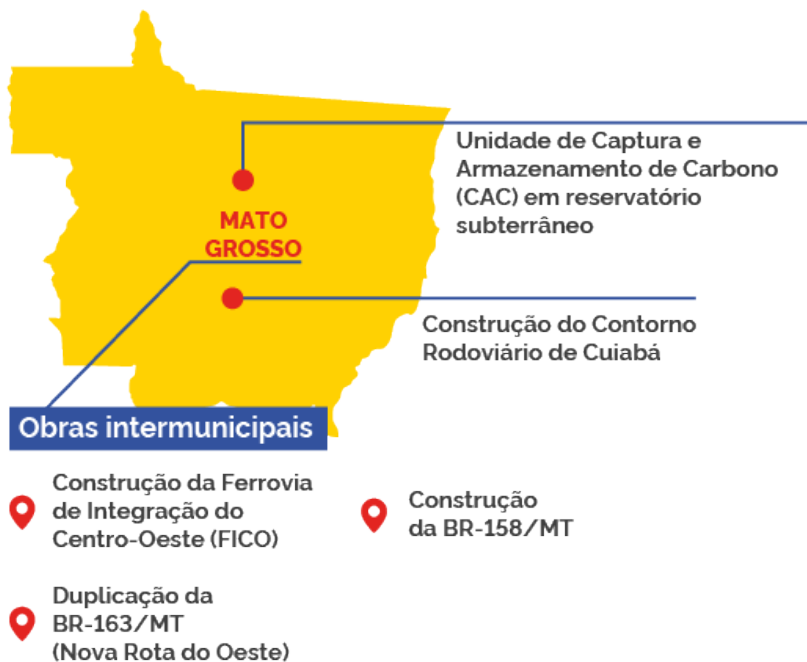 Unidade de Captura e
Armazenamento de Carbono
(CAC) em reservatório
subterrâneo
MATO
GROSSO
Construção do Contorno
Rodoviário de Cuiabá
Obras intermunicipais
Construção da Ferrovia
de Integração do
Centro-Oeste (FICO)
Construção
da BR-158/MT
Duplicação da
BR-163/MT
(Nova Rota do Oeste)